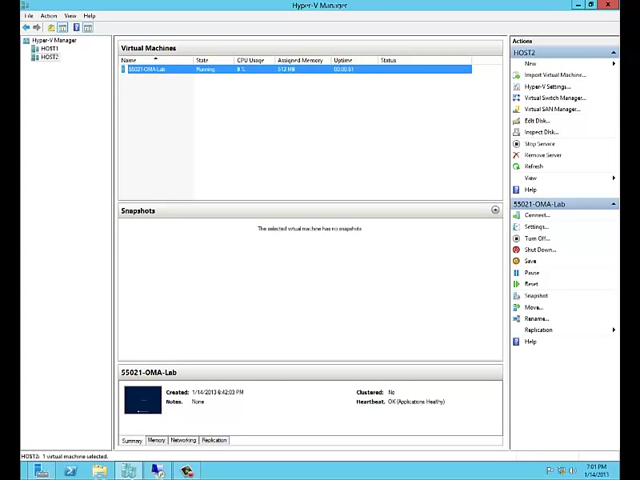 Hyper-V Manager
File Action View Help
Hyper-V Manager
HOST1
HOST2
Virtual Machines
Name State CPU Usage Assigned Memory Uptime Status
55021-OMA-Lab Running 0 % 512 MB 00:00:51
Snapshots
The selected virtual machine has no snapshots
55021-OMA-Lab
Created: 1/14/2013 6:42:03 PM Clustered: No
Notes: None Heartbeat: OK (Applications Healthy)
Summary Memory Networking Replication
Actions
HOST2
New
Import Virtual Machine...
Hyper-V Settings...
Virtual Switch Manager...
Virtual SAN Manager...
Edit Disk...
Inspect Disk...
Stop Service
Remove Server
Refresh
View
Help
55021-OMA-Lab
Connect...
Settings...
Turn Off...
Shut Down...
Save
Pause
Reset
Snapshot
Move...
Rename...
Replication
Help
HOST2: 1 virtual machine selected.
7:01 PM
1/14/2013